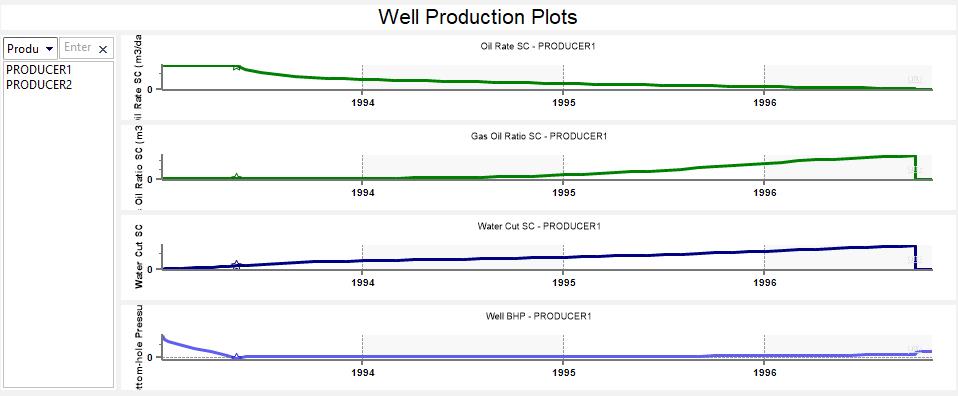 Well Production Plots
Produ
Enter
PRODUCER1
PRODUCER2
Oil Rate SC - PRODUCER1
il Rate SC (m3/da
0
1994
1995
1996
Gas Oil Ratio SC - PRODUCER1
Oil Ratio SC (m3
0
1994
1995
1996
Water Cut SC - PRODUCER1
Water Cut SC
0
1994
1995
1996
Well BHP - PRODUCER1
ttom-hole Pressu
0
1994
1995
1996